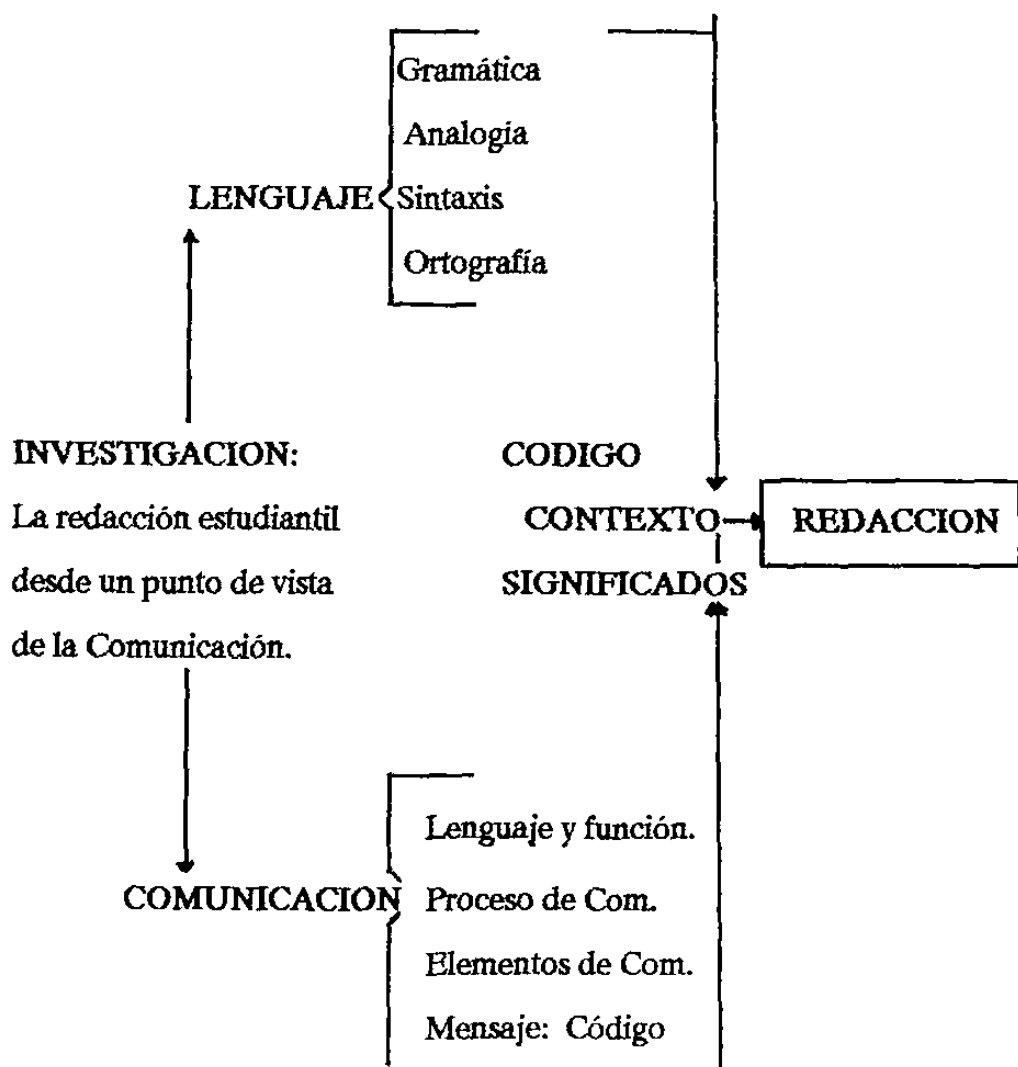 Gramática
Analogía
LENGUAJE Sintaxis
Ortografía
INVESTIGACION:
La redacción estudiantil
desde un punto de vista
de la Comunicación.
CODIGO
CONTEXTO
SIGNIFICADOS
REDACCION
Lenguaje y función.
COMUNICACION Proceso de Com.
Elementos de Com.
Mensaje: Código